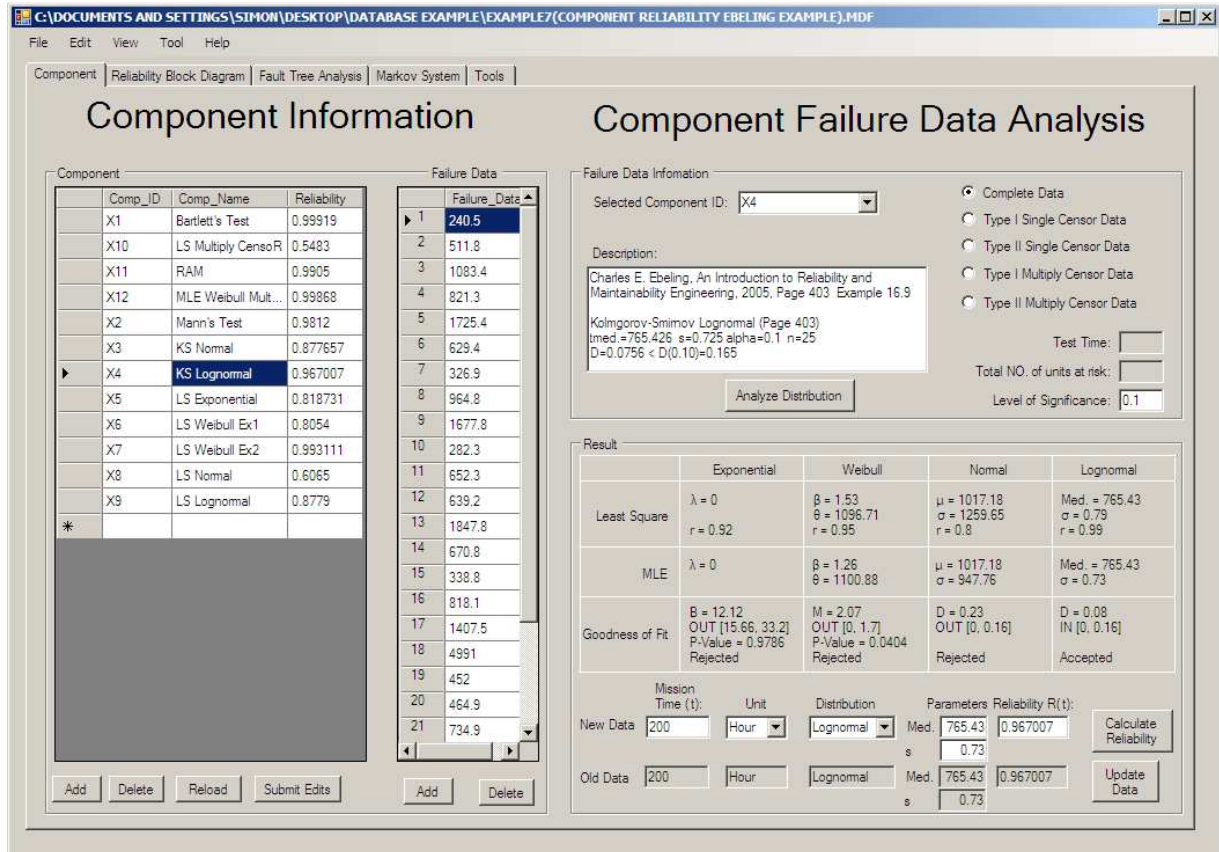 C:\DOCUMENTS AND SETTINGS\SIMON\DESKTOP\DATABASE EXAMPLE\EXAMPLE7(COMPONENT RELIABILITY EBELING EXAMPLE).MDF
File Edit View Tool Help
Component Reliability Block Diagram Fault Tree Analysis Markov System Tools
Component Information
Component
Comp_ID Comp_Name Reliability
X1 Bartlett's Test 0.99919
X10 LS Multiply CensoR 0.5483
X11 RAM 0.9905
X12 MLE Weibull Mult... 0.99868
X2 Mann's Test 0.9812
X3 KS Normal 0.877657
X4 KS Lognormal 0.967007
X5 LS Exponential 0.818731
X6 LS Weibull Ex1 0.8054
X7 LS Weibull Ex2 0.993111
X8 LS Normal 0.6065
X9 LS Lognormal 0.8779
Add Delete Reload Submit Edits
Failure Data
Failure_Data
1 240.5
2 511.8
3 1083.4
4 821.3
5 1725.4
6 629.4
7 326.9
8 964.8
9 1677.8
10 282.3
11 652.3
12 639.2
13 1847.8
14 670.8
15 338.8
16 818.1
17 1407.5
18 4991
19 452
20 464.9
21 734.9
Add Delete
Component Failure Data Analysis
Failure Data Infomation
Selected Component ID: X4
Description:
Charles E. Ebeling, An Introduction to Reliability and
Maintainability Engineering, 2005, Page 403 Example 16.9
Kolmgorov-Smirnov Lognormal (Page 403)
tmed.=765.426 s=0.725 alpha=0.1 n=25
D=0.0756 < D(0.10)=0.165
Analyze Distribution
Complete Data
Type I Single Censor Data
Type II Single Censor Data
Type I Multiply Censor Data
Type II Multiply Censor Data
Test Time:
Total NO. of units at risk:
Level of Significance: 0.1
Result
Exponential Weibull Normal Lognormal
Least Square
λ = 0
r = 0.92
β = 1.53
θ = 1096.71
r = 0.95
μ = 1017.18
σ = 1259.65
r = 0.8
Med. = 765.43
σ = 0.79
r = 0.99
MLE
λ = 0
β = 1.26
θ = 1100.88
μ = 1017.18
σ = 947.76
Med. = 765.43
σ = 0.73
Goodness of Fit
B = 12.12
OUT [15.66, 33.2]
P-Value = 0.9786
Rejected
M = 2.07
OUT [0, 1.7]
P-Value = 0.0404
Rejected
D = 0.23
OUT [0, 0.16]
Rejected
D = 0.08
IN [0, 0.16]
Accepted
Mission
Time (t): Unit Distribution Parameters Reliability R(t):
New Data 200 Hour Lognormal Med. 765.43 0.967007
s 0.73
Calculate
Reliability
Old Data 200 Hour Lognormal Med. 765.43 0.967007
s 0.73
Update
Data